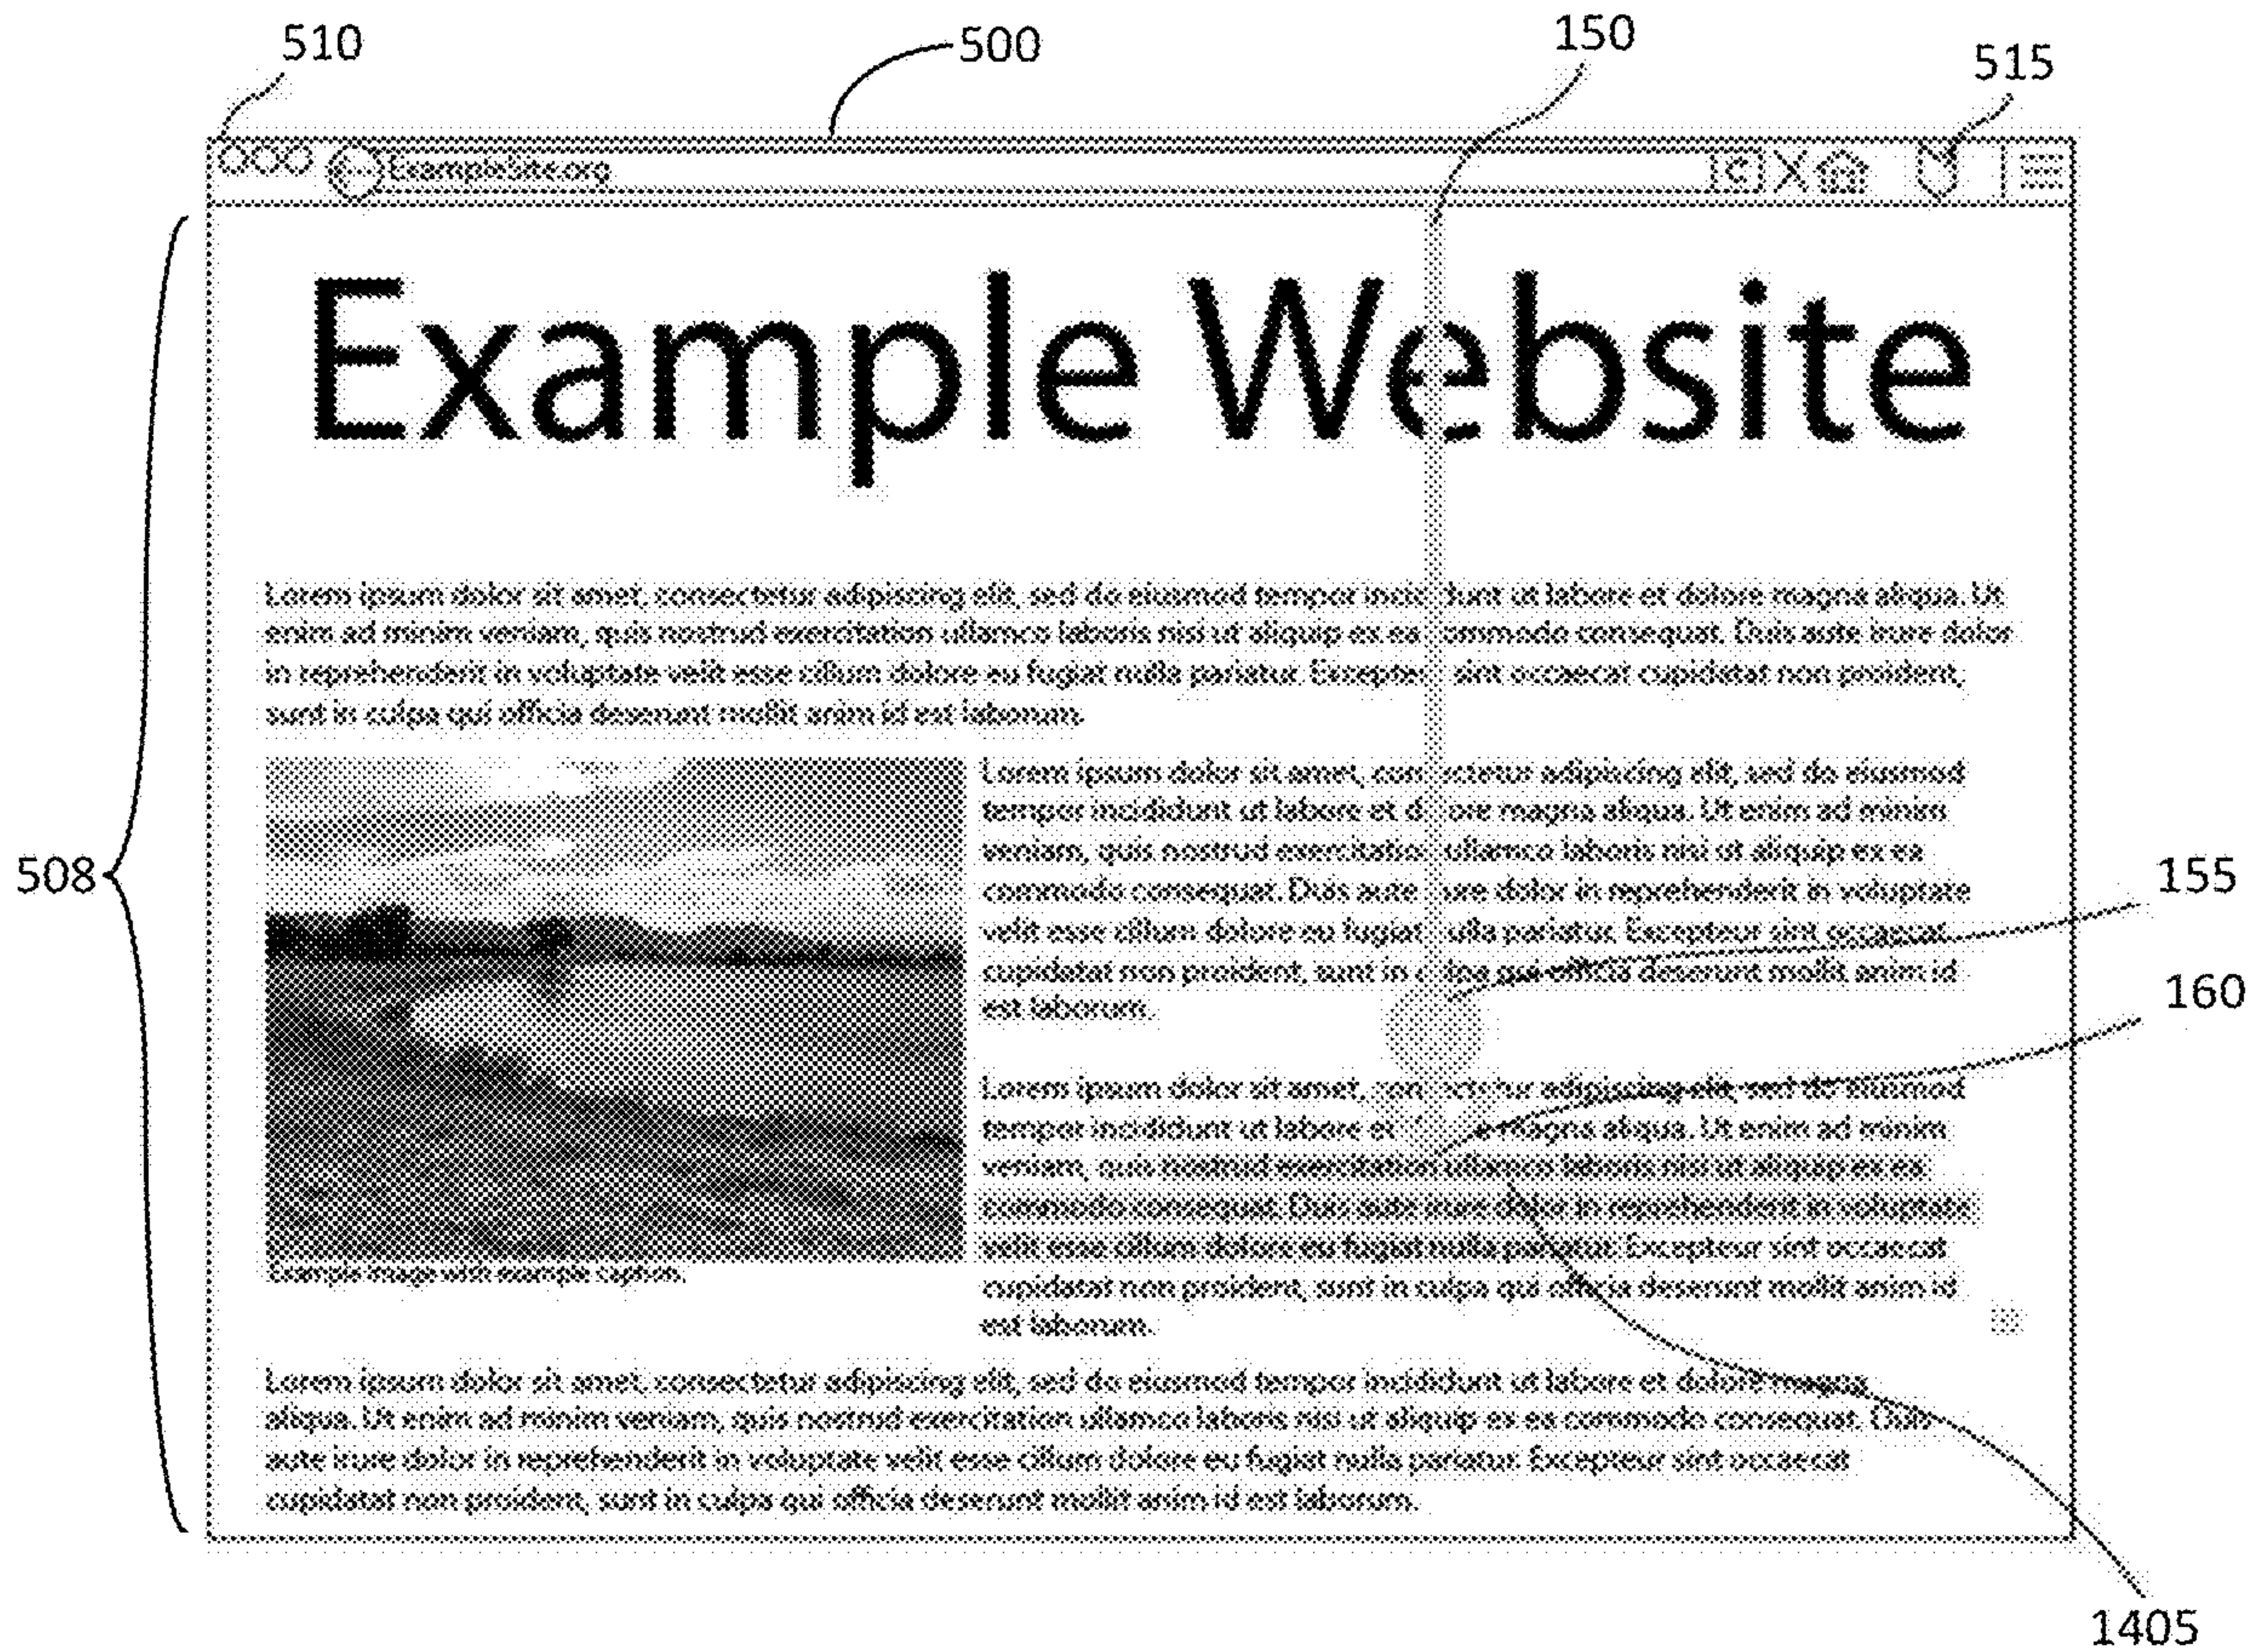 510
500
150
515
ExampleSite.org
C X
Example Website
Lorem ipsum dolor sit amet, consectetur adipiscing elit, sed do eiusmod tempor incid dunt ut labore et dolore magna aliqua. Ut
enim ad minim veniam, quis nostrud exercitation ullamco laboris nisi ut aliquip ex ea ommodo consequat. Duis aute irure dolor
in reprehenderit in voluptate velit esse cillum dolore eu fugiat nulla pariatur. Excepte sint occaecat cupidatat non proident,
sunt in culpa qui officia deserunt mollit anim id est laborum.
Lorem ipsum dolor sit amet, con ectetur adipiscing elit, sed do eiusmod
tempor incididunt ut labore et d ore magna aliqua. Ut enim ad minim
veniam, quis nostrud exercitatio ullamco laboris nisi ut aliquip ex ea
commodo consequat. Duis aute ure dolor in reprehenderit in voluptate
velit esse cillum dolore eu fugiat ulla pariatur. Excepteur sint occaecat
cupidatat non proident, sunt in c lpa qui officia deserunt mollit anim id
est laborum.
508
155
160
Lorem ipsum dolor sit amet, con ectetur adipiscing elit, sed do eiusmod
tempor incididunt ut labore et magna aliqua. Ut enim ad minim
veniam, quis nostrud exercitation ullamco laboris nisi ut aliquip ex ea
commodo consequat. Duis aute irure dolor in reprehenderit in voluptate
velit esse cillum dolore eu fugiat nulla pariatur. Excepteur sint occaecat
cupidatat non proident, sunt in culpa qui officia deserunt mollit anim id
est laborum.
Example image with example caption.
Lorem ipsum dolor sit amet, consectetur adipiscing elit, sed do eiusmod tempor incididunt ut labore et dolore magna
aliqua. Ut enim ad minim veniam, quis nostrud exercitation ullamco laboris nisi ut aliquip ex ea commodo consequat. Duis
aute irure dolor in reprehenderit in voluptate velit esse cillum dolore eu fugiat nulla pariatur. Excepteur sint occaecat
cupidatat non proident, sunt in culpa qui officia deserunt mollit anim id est laborum.
1405